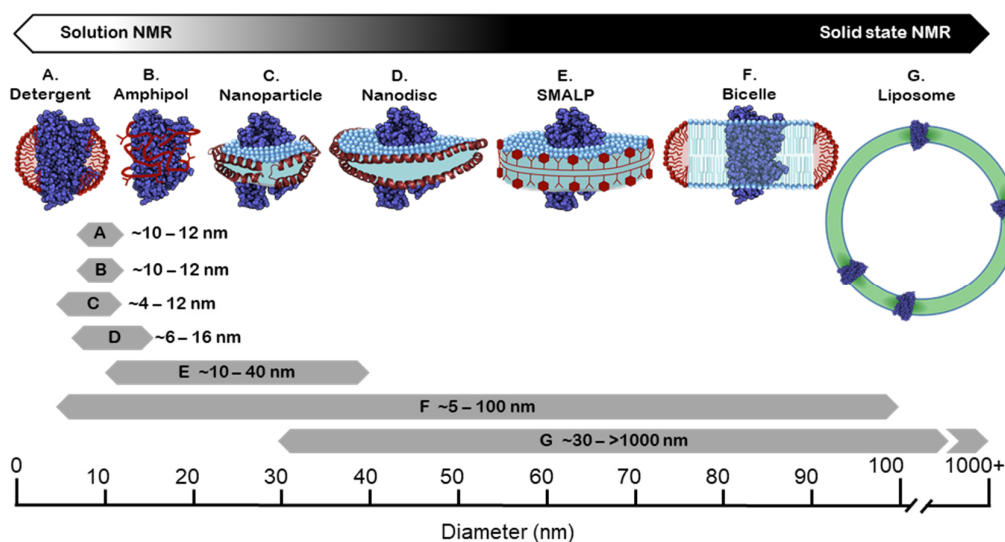 Solution NMR
Solid state NMR
A.
Detergent
B.
Amphipol
C.
Nanoparticle
D.
Nanodisc
E.
SMALP
F.
Bicelle
G.
Liposome
A ~10 – 12 nm
B ~10 – 12 nm
C ~4 – 12 nm
D ~6 – 16 nm
E ~10 – 40 nm
F ~5 – 100 nm
G ~30 – >1000 nm
0 10 20 30 40 50 60 70 80 90 100 1000+
Diameter (nm)